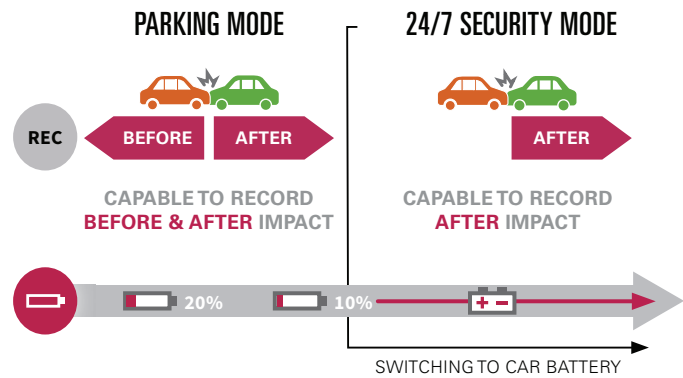 PARKING MODE
24/7 SECURITY MODE
REC
BEFORE
AFTER
AFTER
CAPABLE TO RECORD
BEFORE & AFTER IMPACT
CAPABLE TO RECORD
AFTER IMPACT
20%
10%
+ -
SWITCHING TO CAR BATTERY